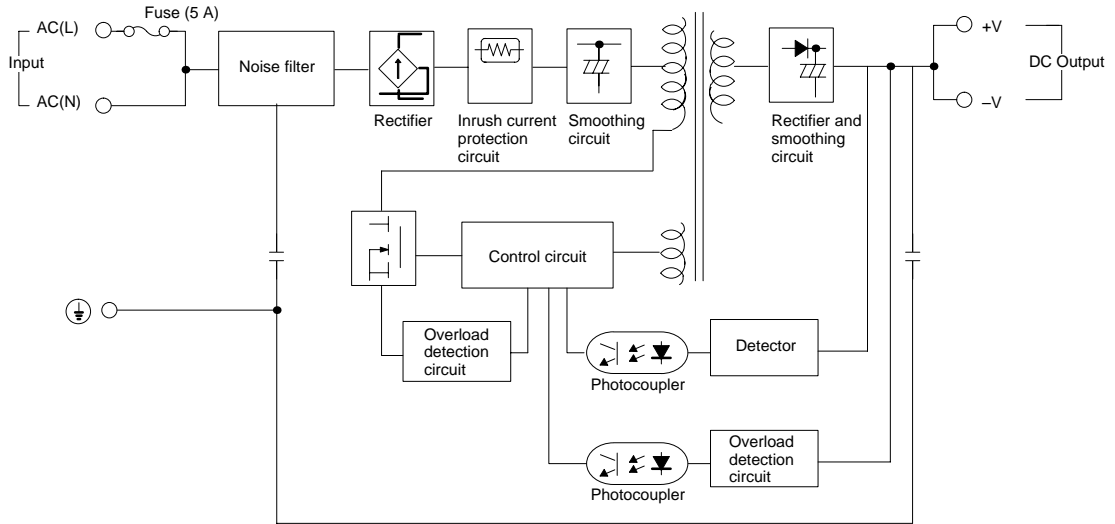 Fuse (5 A)
AC(L)
Input
AC(N)
Noise filter
Rectifier
Inrush current
protection
circuit
Smoothing
circuit
Rectifier and
smoothing
circuit
+V
DC Output
–V
Control circuit
Overload
detection
circuit
Photocoupler
Detector
Photocoupler
Overload
detection
circuit